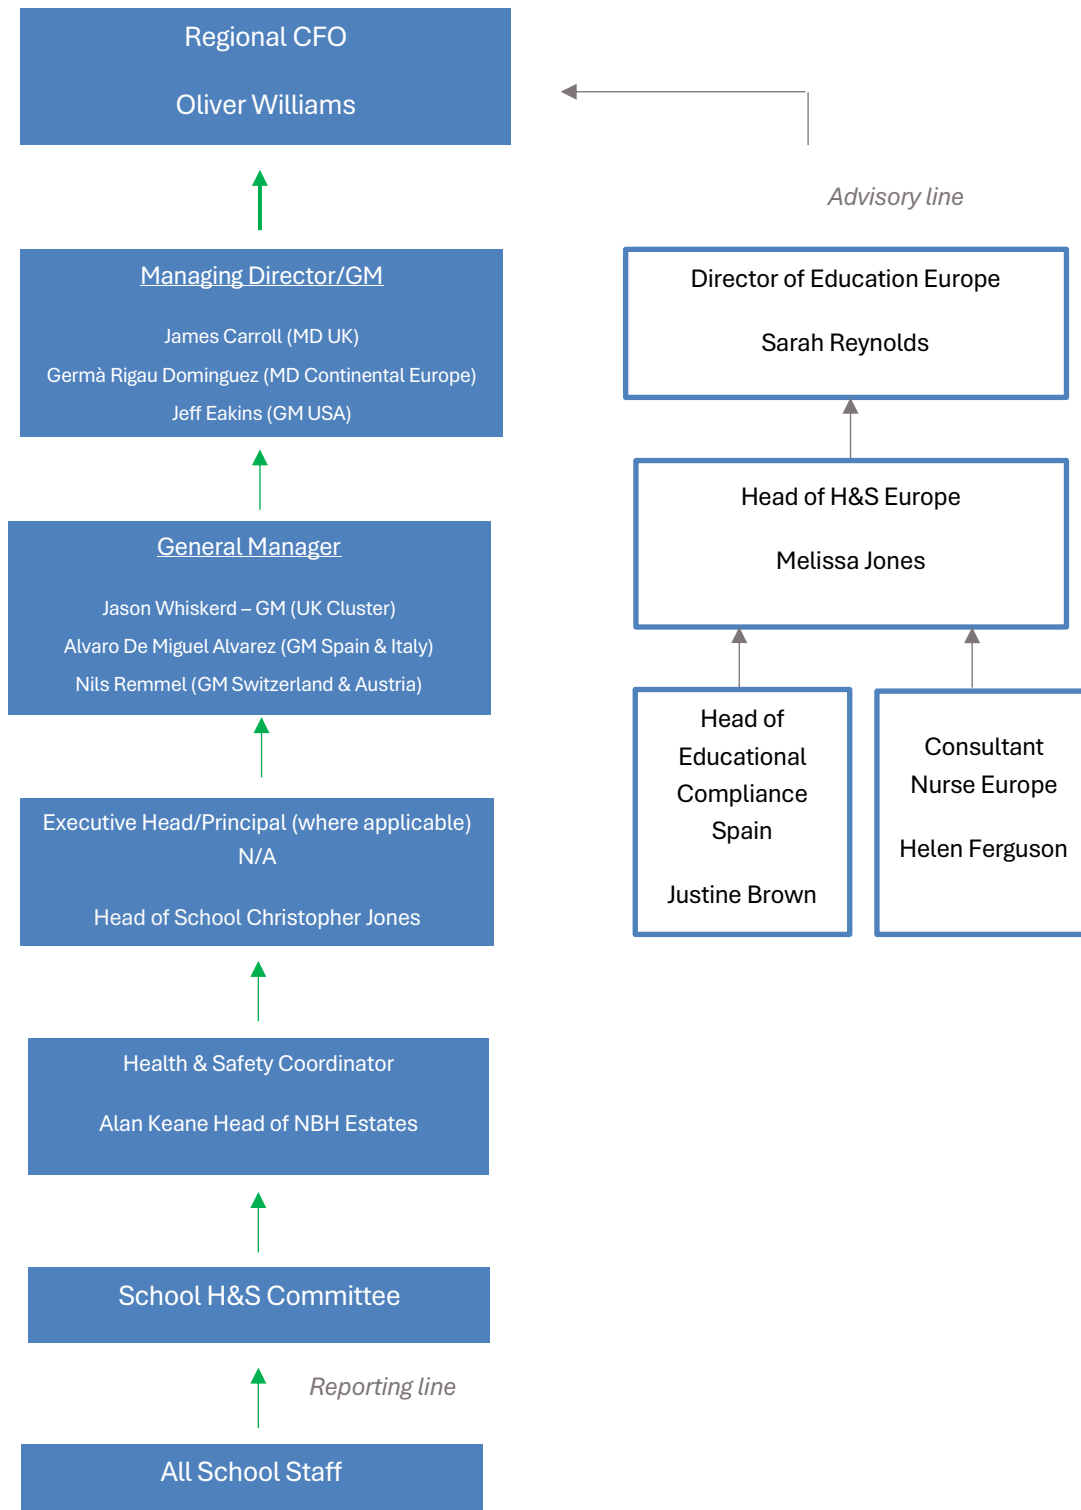 Regional CFO
Oliver Williams
Advisory line
Managing Director/GM
James Carroll (MD UK)
Germà Rigau Dominguez (MD Continental Europe)
Jeff Eakins (GM USA)
Director of Education Europe
Sarah Reynolds
Head of H&S Europe
Melissa Jones
General Manager
Jason Whiskerd – GM (UK Cluster)
Alvaro De Miguel Alvarez (GM Spain & Italy)
Nils Remmel (GM Switzerland & Austria)
Head of
Educational
Compliance
Spain
Justine Brown
Consultant
Nurse Europe
Helen Ferguson
Executive Head/Principal (where applicable)
N/A
Head of School Christopher Jones
Health & Safety Coordinator
Alan Keane Head of NBH Estates
School H&S Committee
Reporting line
All School Staff